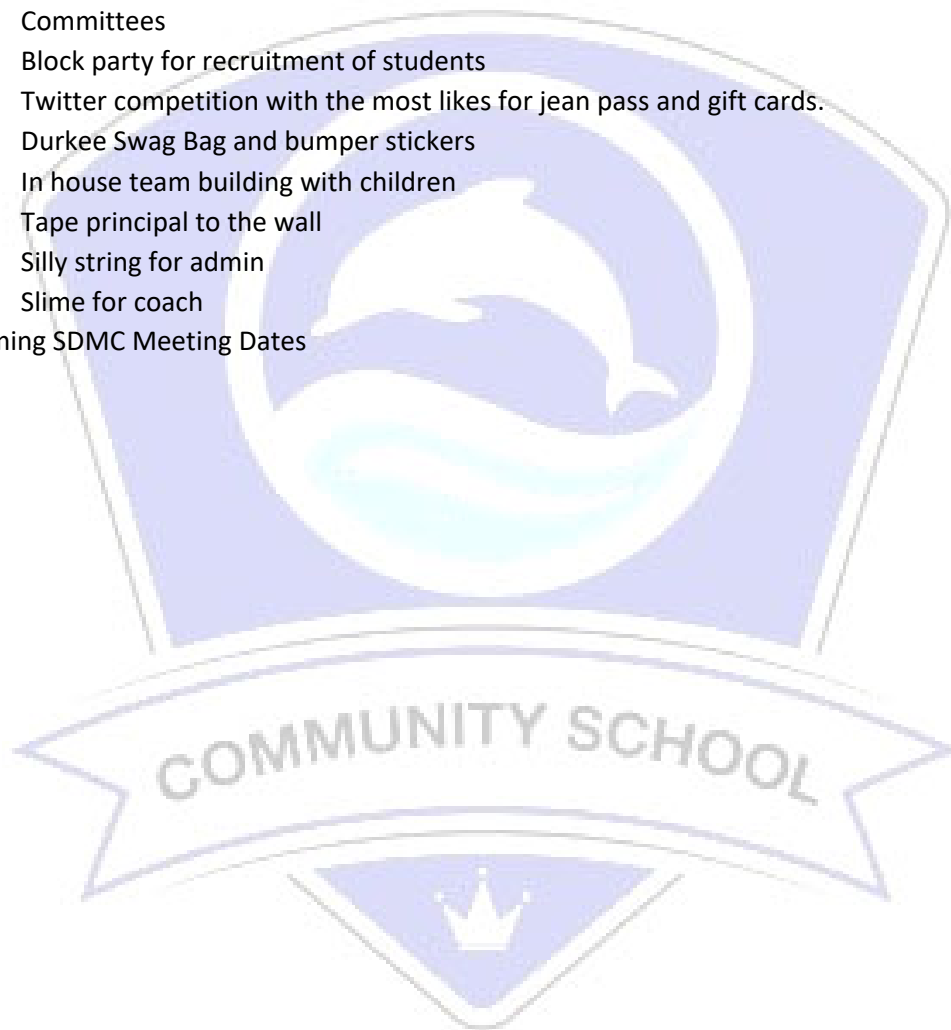 Committees
Block party for recruitment of students
Twitter competition with the most likes for jean pass and gift cards.
Durkee Swag Bag and bumper stickers
In house team building with children
Tape principal to the wall
Silly string for admin
Slime for coach
SDMC Meeting Dates
COMMUNITY SCHOOL